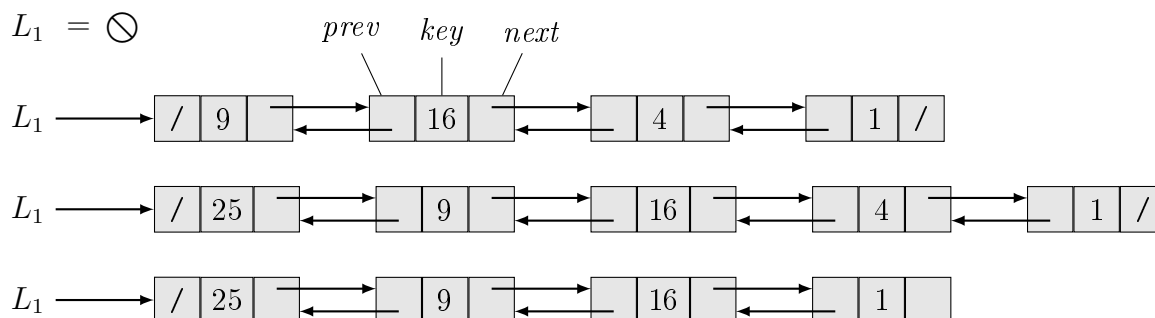 L₁ = ⃠
prev key next
L₁ / 9 16 4 1 /
L₁ / 25 9 16 4 1 /
L₁ / 25 9 16 1